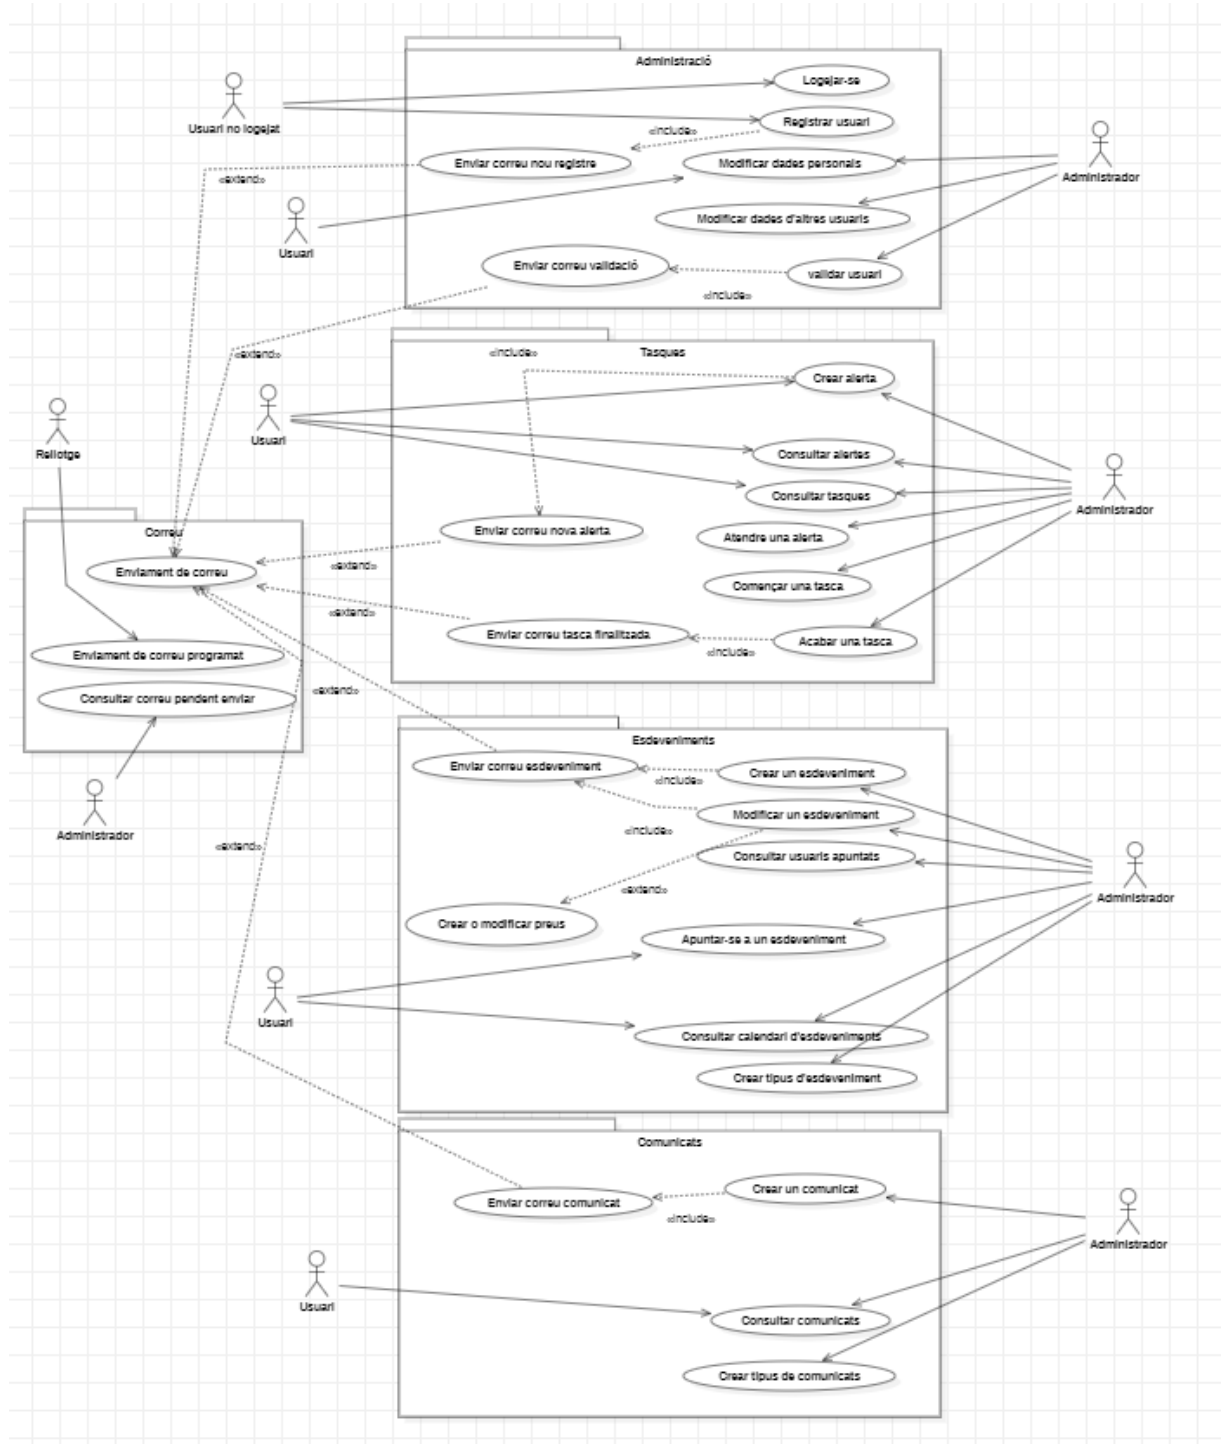 Administració
Logejar-se
Usuari no logejat
Registrar usuari
«include»
Enviar correu nou registre
Modificar dades personals
Administrador
«extend»
Modificar dades d'altres usuaris
Usuari
Enviar correu validació
validar usuari
«include»
«extend»
«include»
Tasques
Crear alerta
Usuari
Rellotge
Consultar alertes
Consultar tasques
Administrador
Correu
Enviar correu nova alerta
Atendre una alerta
«extend»
Enviament de correu
Començar una tasca
«extend»
Enviar correu tasca finalitzada
Acabar una tasca
«include»
Enviament de correu programat
«extend»
Consultar correu pendent enviar
Esdeveniments
Enviar correu esdeveniment
Crear un esdeveniment
«include»
Modificar un esdeveniment
Administrador
«include»
«extend»
Consultar usuaris apuntats
«extend»
Administrador
Crear o modificar preus
Apuntar-se a un esdeveniment
Usuari
Consultar calendari d'esdeveniments
Crear tipus d'esdeveniment
Comunicats
Crear un comunicat
Enviar correu comunicat
«include»
Administrador
Usuari
Consultar comunicats
Crear tipus de comunicats